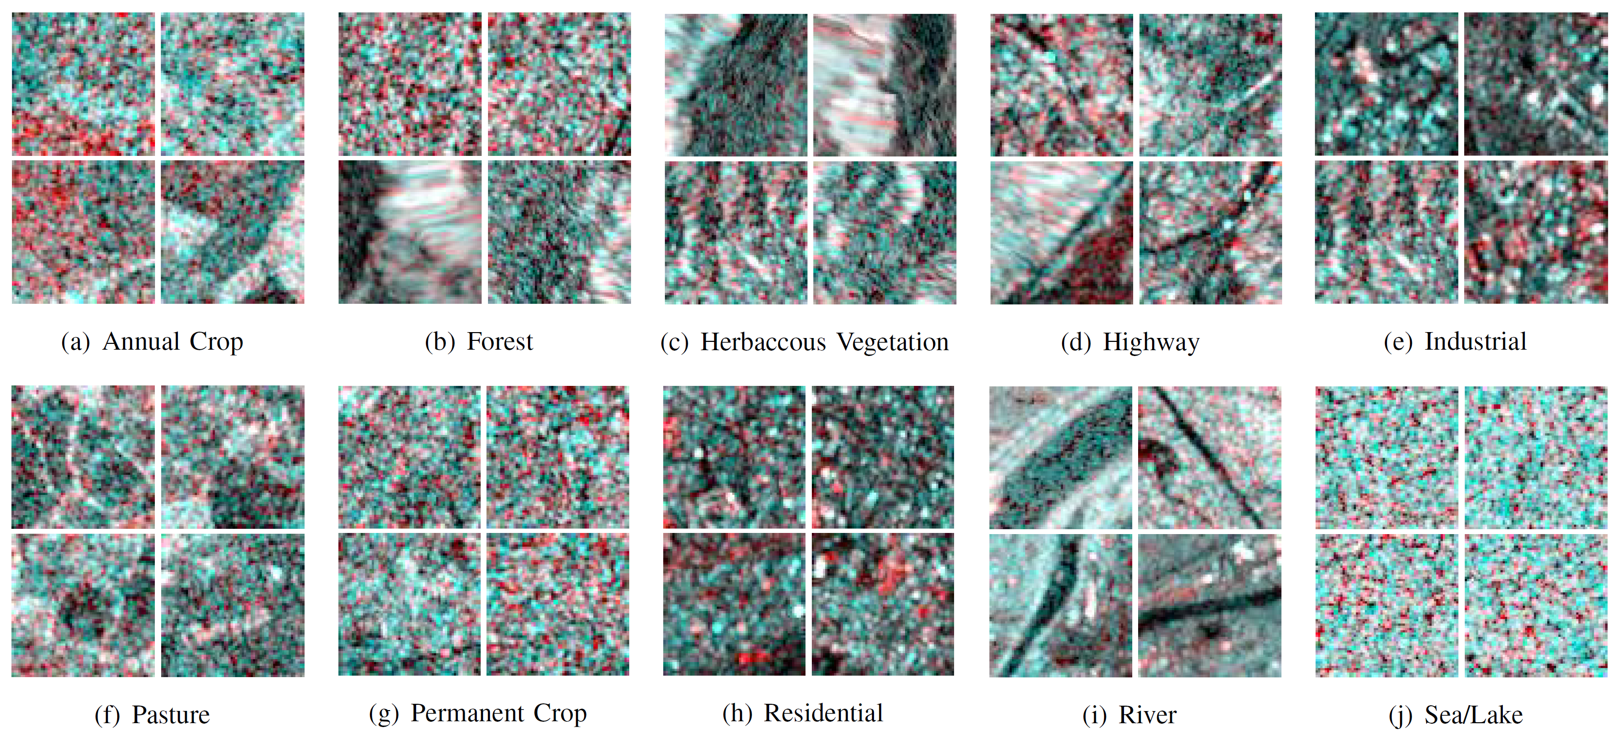 (a) Annual Crop
(b) Forest
(c) Herbaccous Vegetation
(d) Highway
(e) Industrial
(f) Pasture
(g) Permanent Crop
(h) Residential
(i) River
(j) Sea/Lake